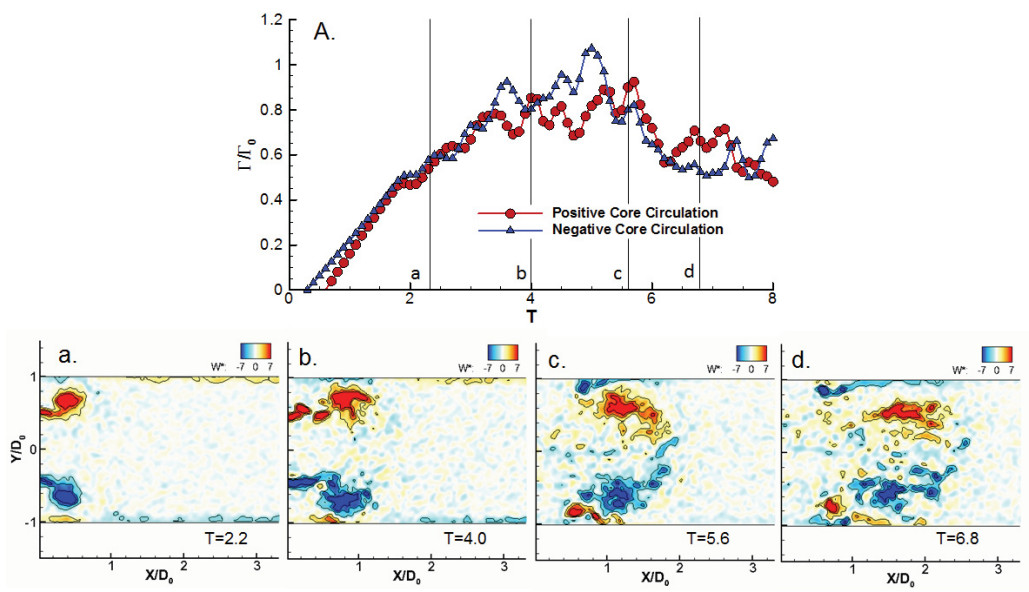 A.
Γ/Γ0
1.2
1
0.8
0.6
0.4
0.2
0
Positive Core Circulation
Negative Core Circulation
a b c d
0 2 4 6 8
T
a.
W*: -7 0 7
Y/D0
1
0
-1
T=2.2
1 2 3
X/D0
b.
W*: -7 0 7
T=4.0
1 2 3
X/D0
c.
W*: -7 0 7
T=5.6
1 2 3
X/D0
d.
W*: -7 0 7
T=6.8
1 2 3
X/D0